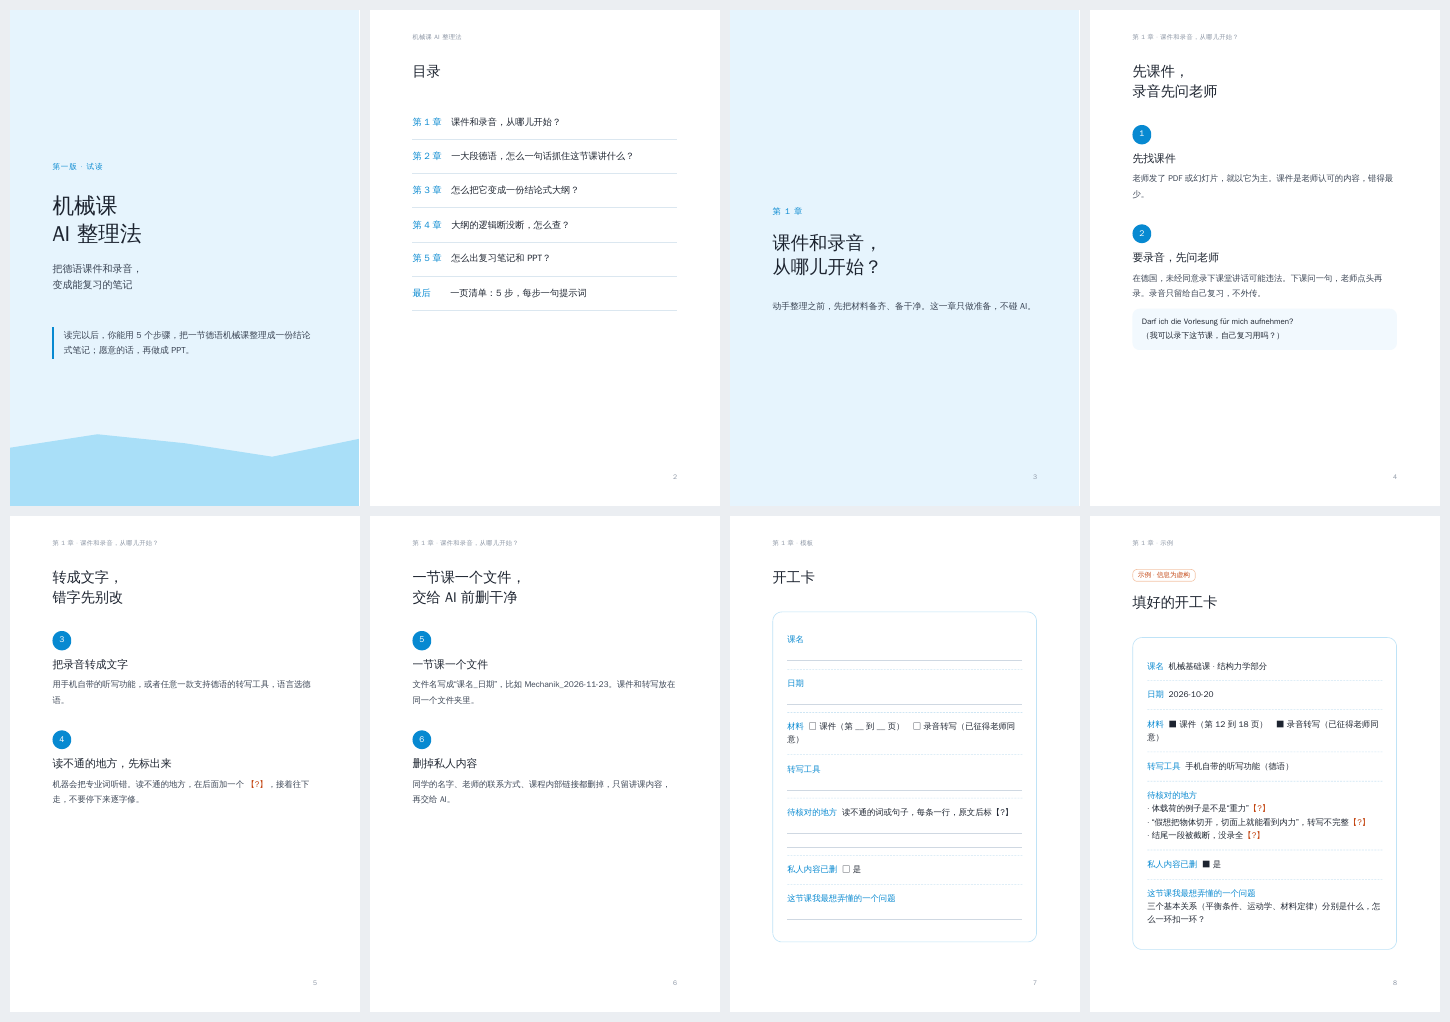 第一版 · 试读
机械课
AI 整理法
把德语课件和录音，
变成能复习的笔记
读完以后，你能用 5 个步骤，把一节德语机械课整理成一份结论
式笔记；愿意的话，再做成 PPT。
机械课 AI 整理法
目录
第 1 章 课件和录音，从哪儿开始？
第 2 章 一大段德语，怎么一句话抓住这节课讲什么？
第 3 章 怎么把它变成一份结论式大纲？
第 4 章 大纲的逻辑断没断，怎么查？
第 5 章 怎么出复习笔记和 PPT？
最后 一页清单：5 步，每步一句提示词
2
第 1 章
课件和录音，
从哪儿开始？
动手整理之前，先把材料备齐、备干净。这一章只做准备，不碰 AI。
3
第 1 章 · 课件和录音，从哪儿开始？
先课件，
录音先问老师
1
先找课件
老师发了 PDF 或幻灯片，就以它为主。课件是老师认可的内容，错得最
少。
2
要录音，先问老师
在德国，未经同意录下课堂讲话可能违法。下课问一句，老师点头再
录。录音只留给自己复习，不外传。
Darf ich die Vorlesung für mich aufnehmen?
（我可以录下这节课，自己复习用吗？）
4
第 1 章 · 课件和录音，从哪儿开始？
转成文字，
错字先别改
3
把录音转成文字
用手机自带的听写功能，或者任意一款支持德语的转写工具，语言选德
语。
4
读不通的地方，先标出来
机器会把专业词听错。读不通的地方，在后面加一个【?】，接着往下
走，不要停下来逐字修。
5
第 1 章 · 课件和录音，从哪儿开始？
一节课一个文件，
交给 AI 前删干净
5
一节课一个文件
文件名写成“课名_日期”，比如 Mechanik_2026-11-23。课件和转写放在
同一个文件夹里。
6
删掉私人内容
同学的名字、老师的联系方式、课程内部链接都删掉，只留讲课内容，
再交给 AI。
6
第 1 章 · 模板
开工卡
课名
日期
材料 ☐ 课件（第 __ 到 __ 页） ☐ 录音转写（已征得老师同
意）
转写工具
待核对的地方 读不通的词或句子，每条一行，原文后标【?】
私人内容已删 ☐ 是
这节课我最想弄懂的一个问题
7
第 1 章 · 示例
示例 · 信息为虚构
填好的开工卡
课名 机械基础课 · 结构力学部分
日期 2026-10-20
材料 ■ 课件（第 12 到 18 页） ■ 录音转写（已征得老师同
意）
转写工具 手机自带的听写功能（德语）
待核对的地方
· 体载荷的例子是不是“重力”【?】
· “假想把物体切开，切面上就能看到内力”，转写不完整【?】
· 结尾一段被截断，没录全【?】
私人内容已删 ■ 是
这节课我最想弄懂的一个问题
三个基本关系（平衡条件、运动学、材料定律）分别是什么，怎
么一环扣一环？
8